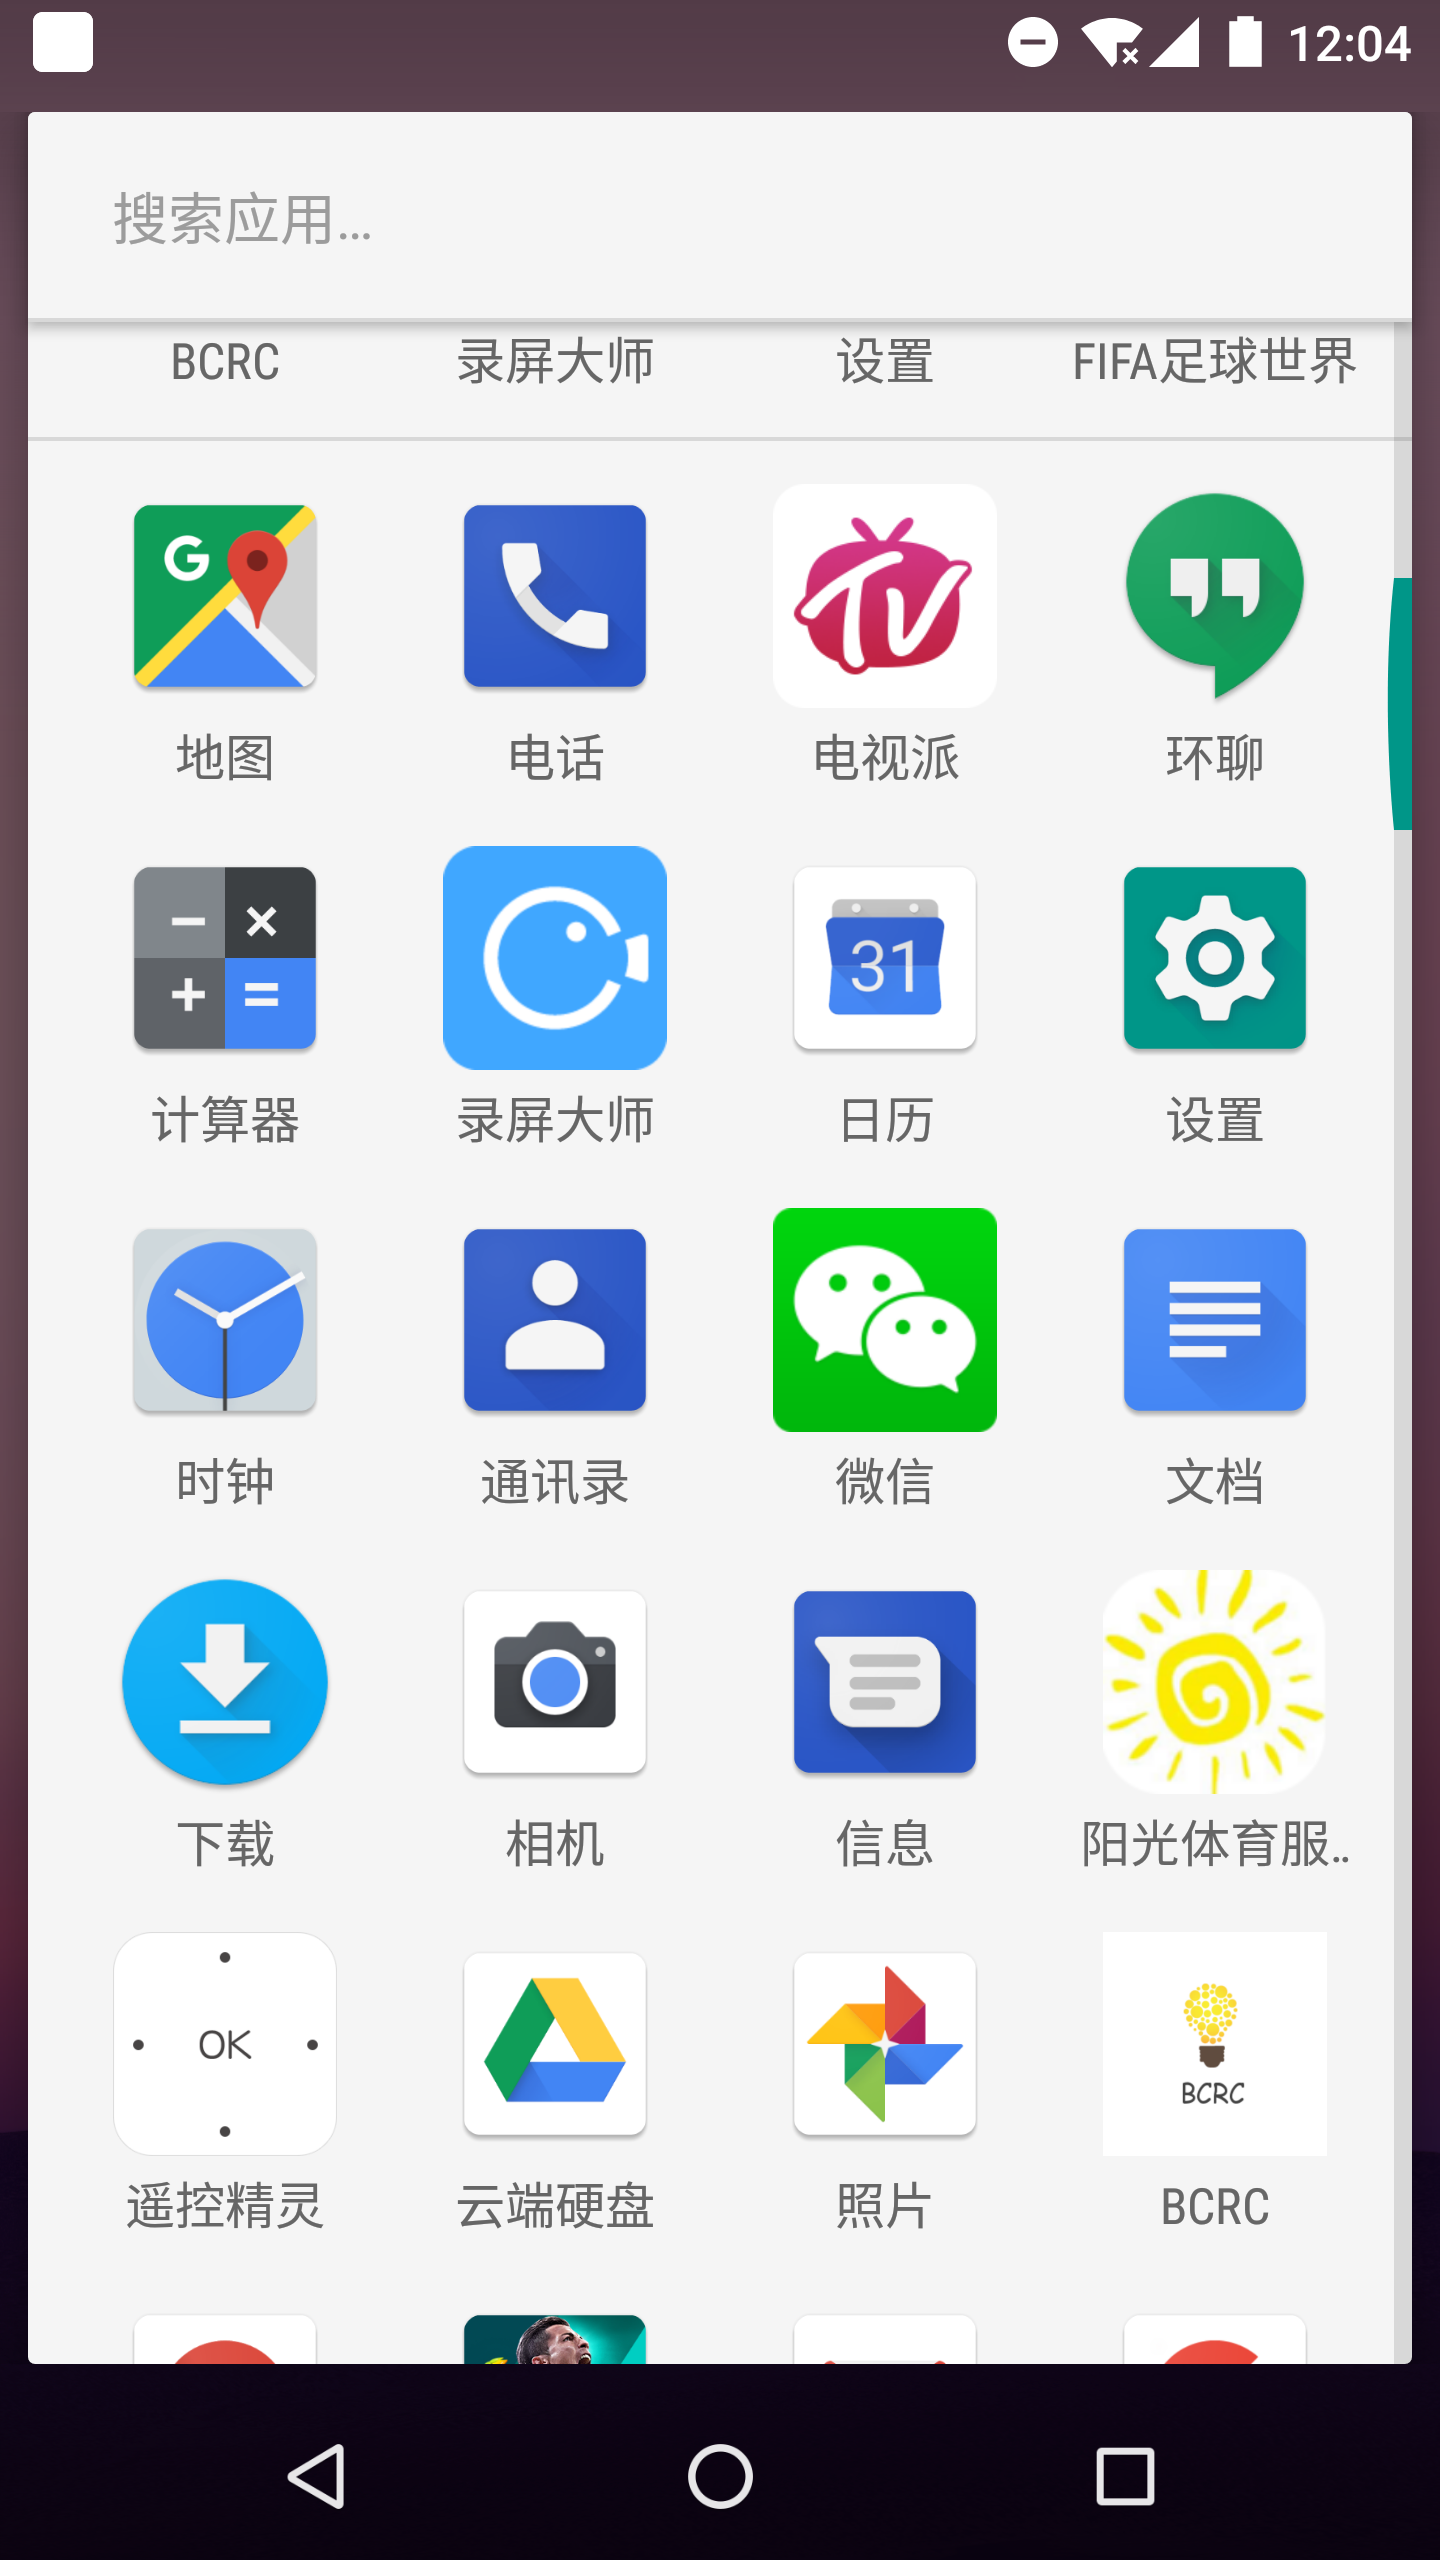 12:04
搜索应用...
BCRC 录屏大师 设置 FIFA足球世界
G TV
地图 电话 电视派 环聊
31
计算器 录屏大师 日历 设置
时钟 通讯录 微信 文档
下载 相机 信息 阳光体育服..
OK
BCRC
遥控精灵 云端硬盘 照片 BCRC